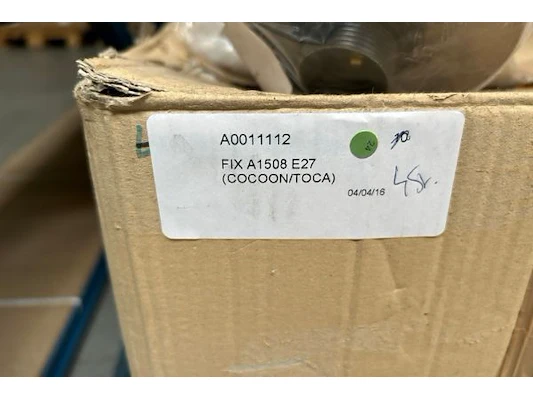 A0011112
FIX A1508 E27
(COCOON/TOCA)
04/04/16